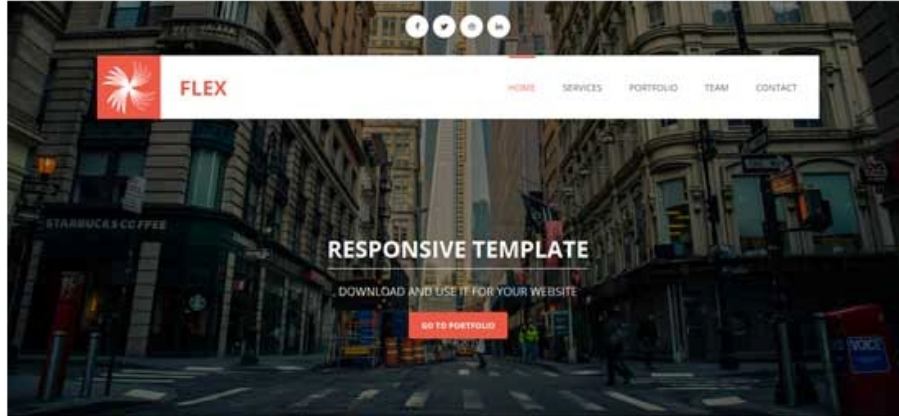 FLEX
HOME SERVICES PORTFOLIO TEAM CONTACT
STARBUCKS COFFEE
RESPONSIVE TEMPLATE
DOWNLOAD AND USE IT FOR YOUR WEBSITE
GO TO PORTFOLIO
VOICE